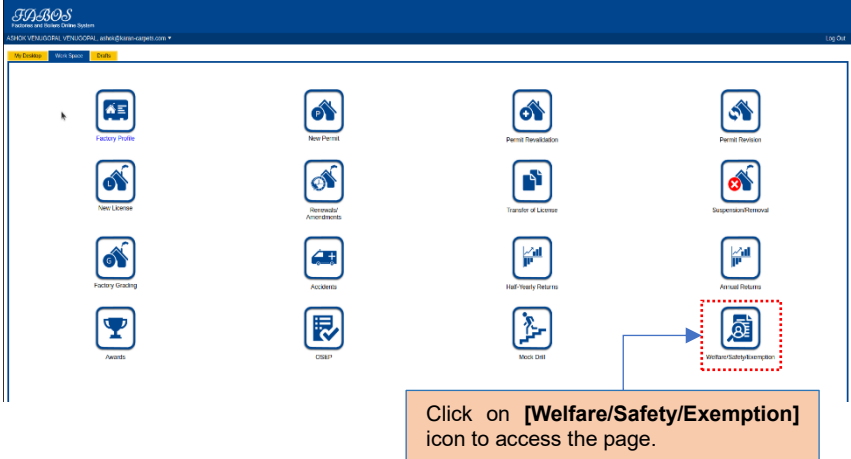 FABOS
Factories and Boilers Online System
ASHOK VENUGOPAL VENUGOPAL, ashok@kairan-carpets.com
Log Out
My Desktop Work Space Drafts
Factory Profile
New Permit
Permit Revalidation
Permit Revision
New License
Renewals/
Amendments
Transfer of License
Suspension/Removal
Factory Grading
Accidents
Half-Yearly Returns
Annual Returns
Awards
Mock Drill
Welfare/Safety/Exemption
Click on [Welfare/Safety/Exemption]
icon to access the page.